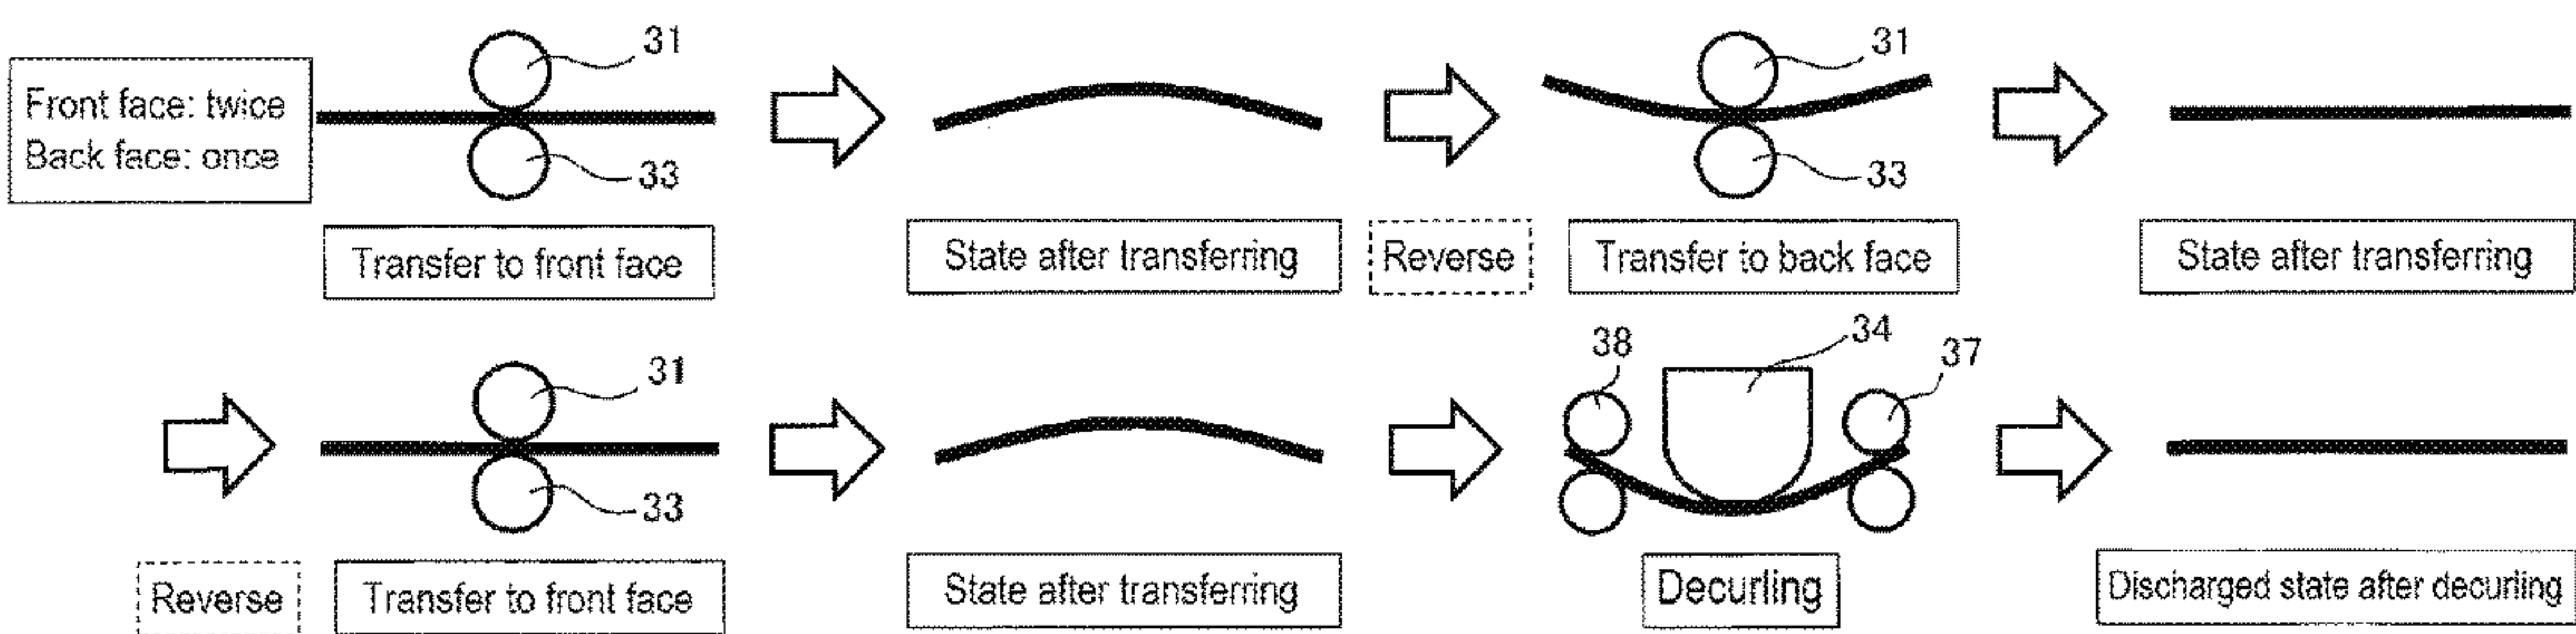 31
31
Front face: twice
Back face: once
33
33
Transfer to front face
State after transferring
Reverse
Transfer to back face
State after transferring
38
34
37
31
33
Reverse
Transfer to front face
State after transferring
Decurling
Discharged state after decurling